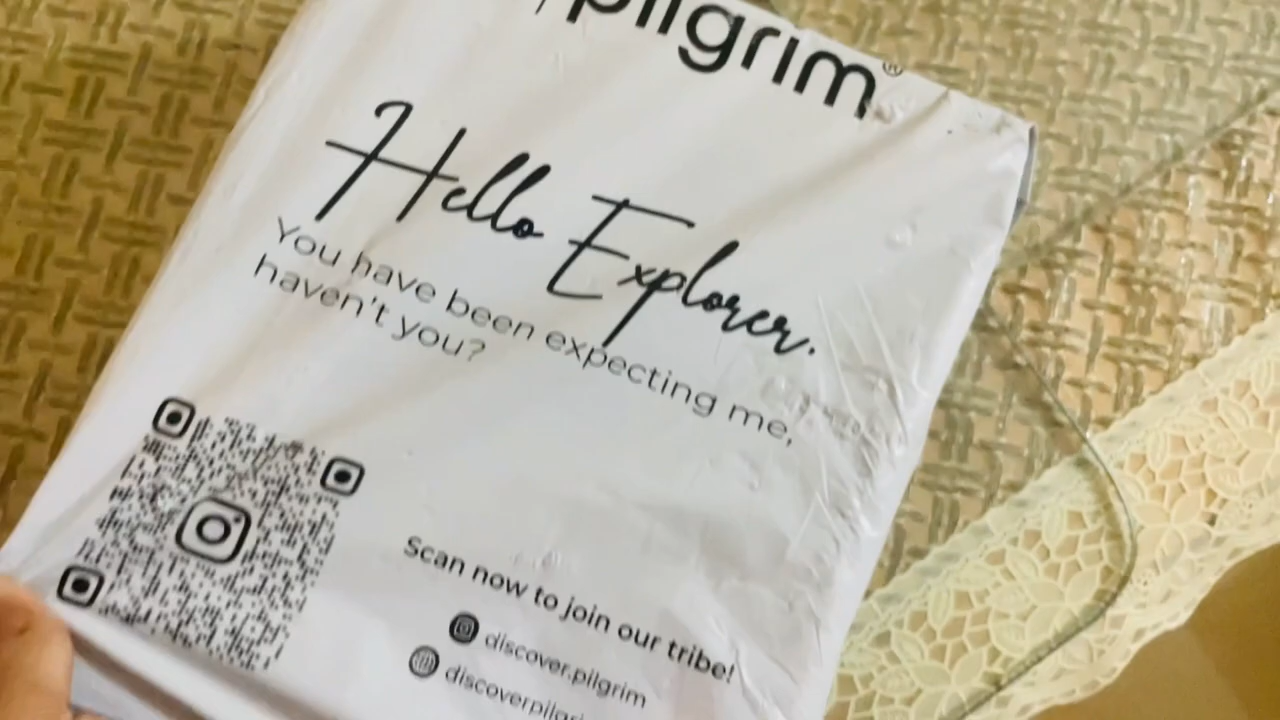 pilgrim®
Hello Explorer.
You have been expecting me,
haven't you?
Scan now to join our tribe!
discover.pilgrim